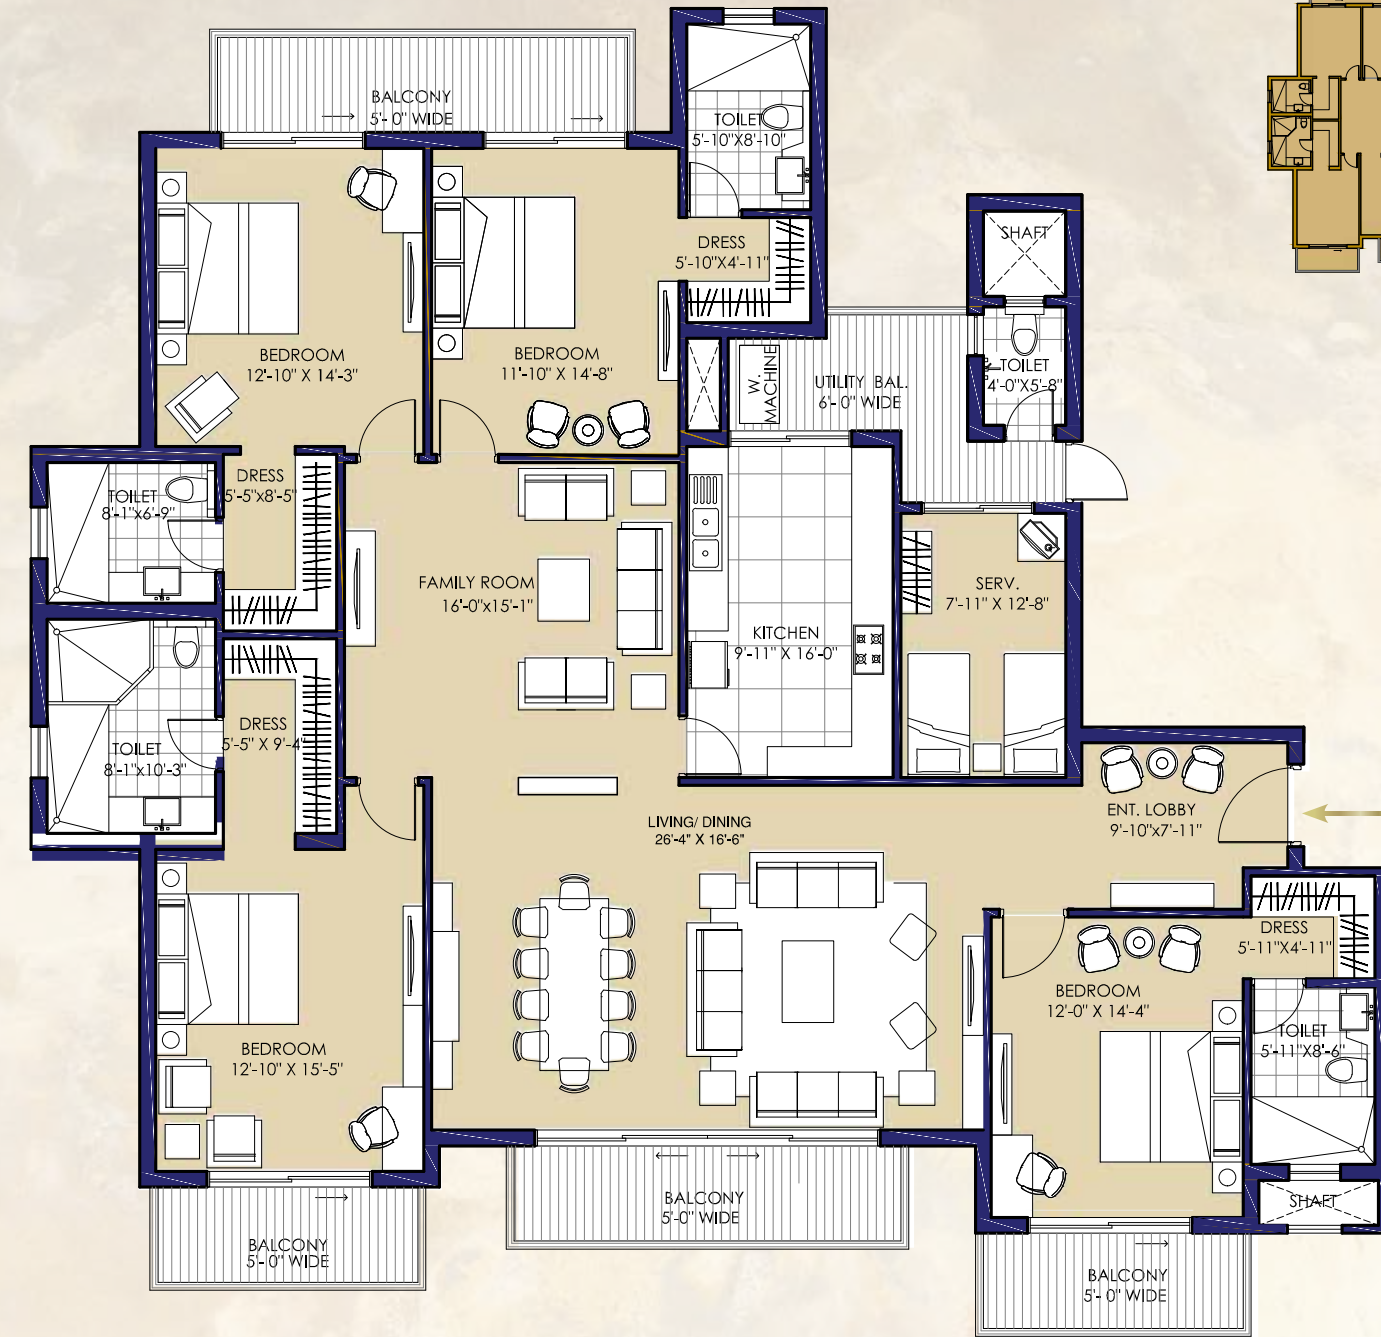 BALCONY
5'- 0" WIDE
TOILET
5'-10"X8'-10"
DRESS
5'-10"X4'-11"
SHAFT
BEDROOM
12'-10" X 14'-3"
BEDROOM
11'-10" X 14'-8"
W.
MACHINE
UTILITY BAL.
6'- 0" WIDE
TOILET
4'-0"X5'-8"
DRESS
5'-5"x8'-5"
TOILET
8'-1"x6'-9"
FAMILY ROOM
16'-0"x15'-1"
SERV.
7'-11" X 12'-8"
KITCHEN
9'-11" X 16'-0"
DRESS
5'-5" X 9'-4"
TOILET
8'-1"x10'-3"
LIVING/ DINING
26'-4" X 16'-6"
ENT. LOBBY
9'-10"x7'-11"
DRESS
5'-11"X4'-11"
BEDROOM
12'-0" X 14'-4"
TOILET
5'-11"X8'-6"
BEDROOM
12'-10" X 15'-5"
SHAFT
BALCONY
5'-0" WIDE
BALCONY
5'- 0" WIDE
BALCONY
5'- 0" WIDE